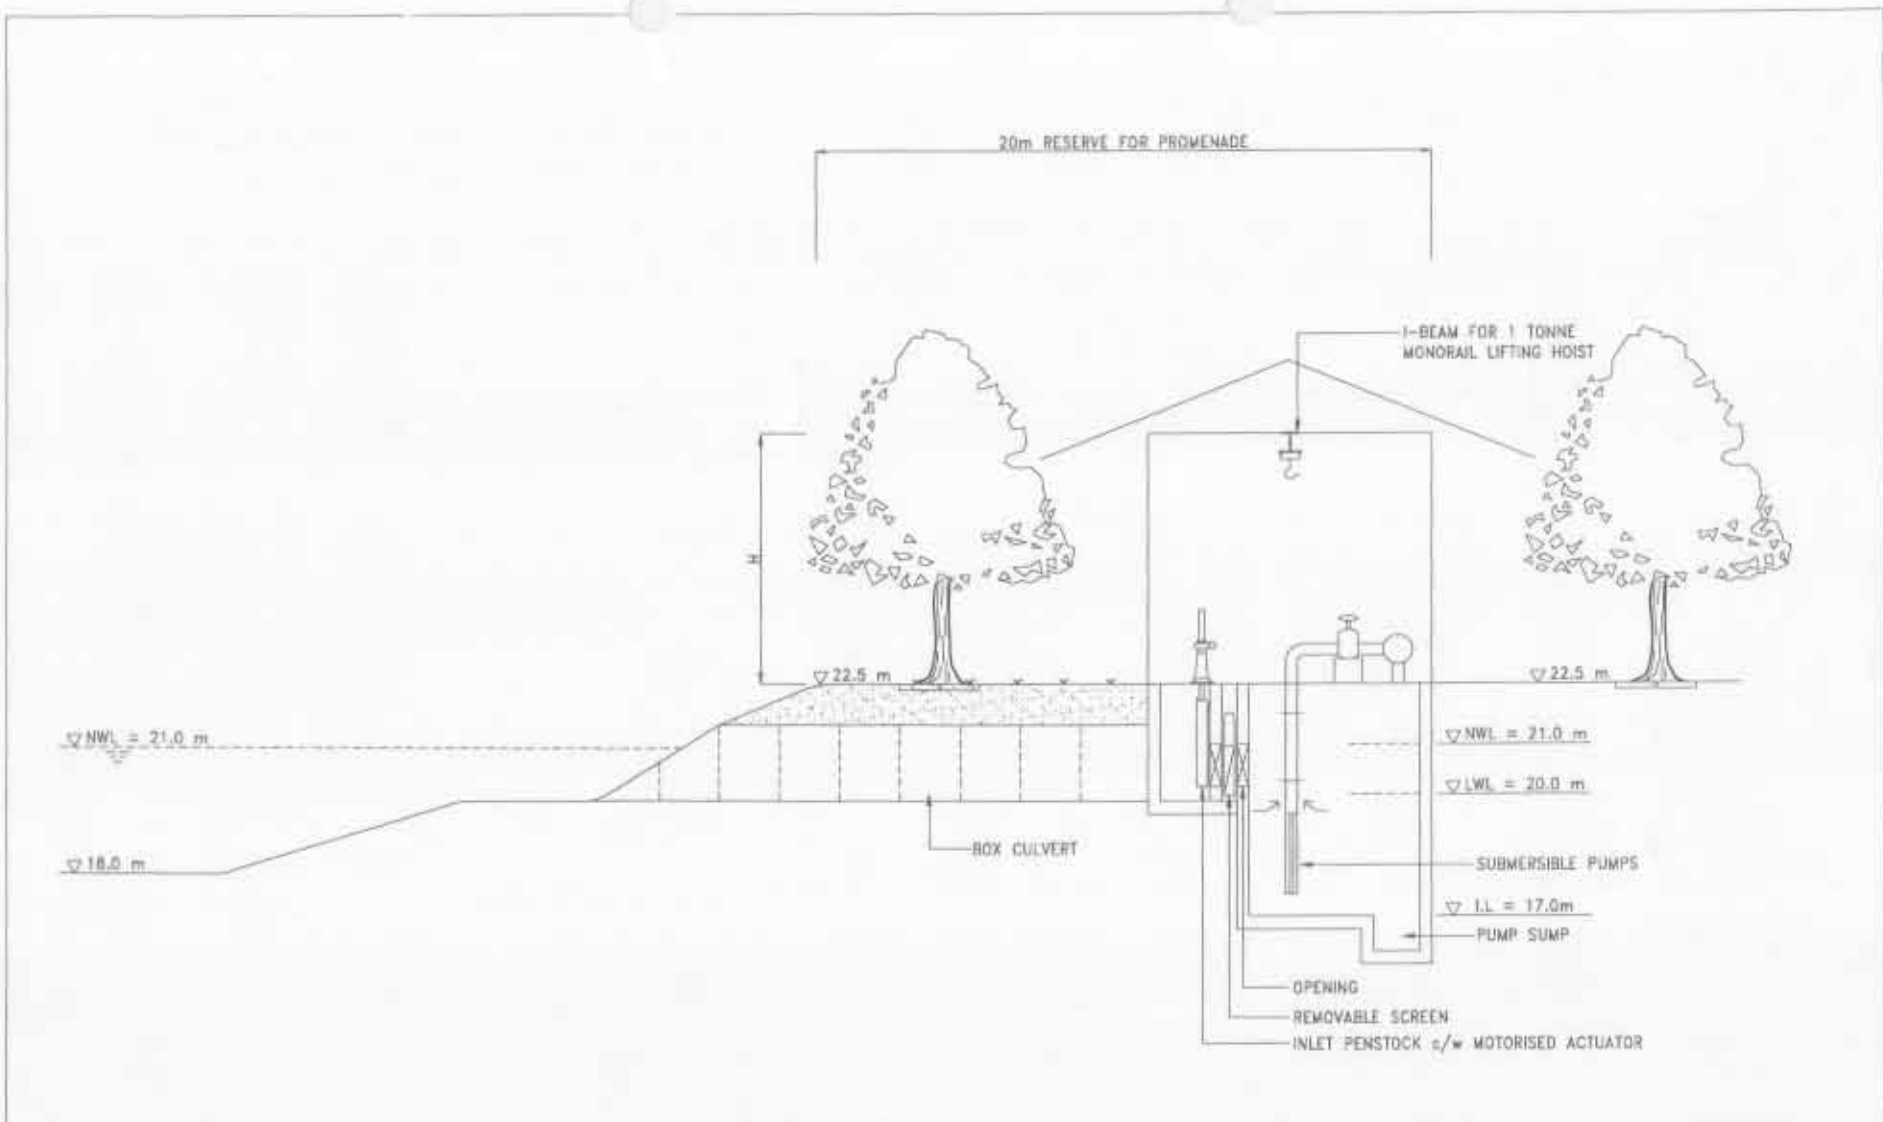 20m RESERVE FOR PROMENADE
I-BEAM FOR 1 TONNE
MONORAIL LIFTING HOIST
H
22.5 m
22.5 m
NWL = 21.0 m
NWL = 21.0 m
LWL = 20.0 m
BOX CULVERT
18.0 m
SUBMERSIBLE PUMPS
I.L = 17.0m
PUMP SUMP
OPENING
REMOVABLE SCREEN
INLET PENSTOCK c/w MOTORISED ACTUATOR